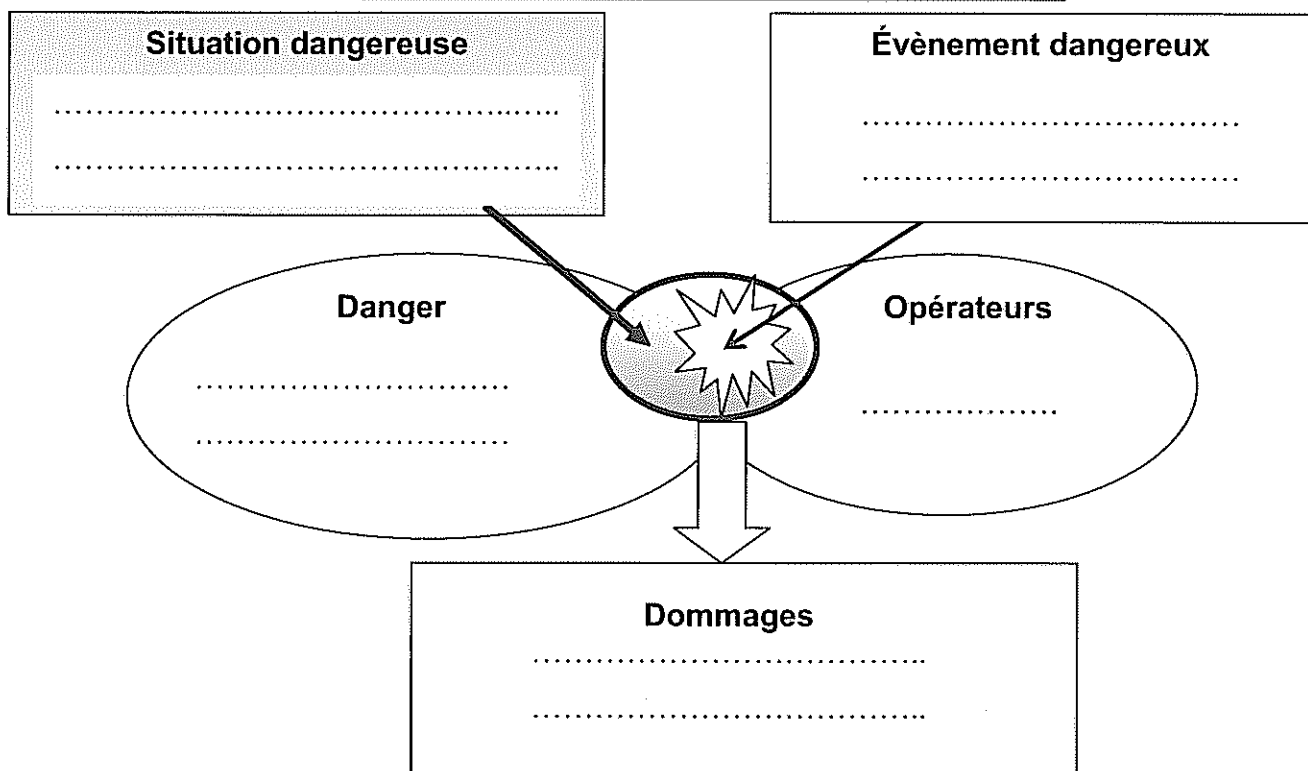 Situation dangereuse
Évènement dangereux
Danger
Opérateurs
Dommages